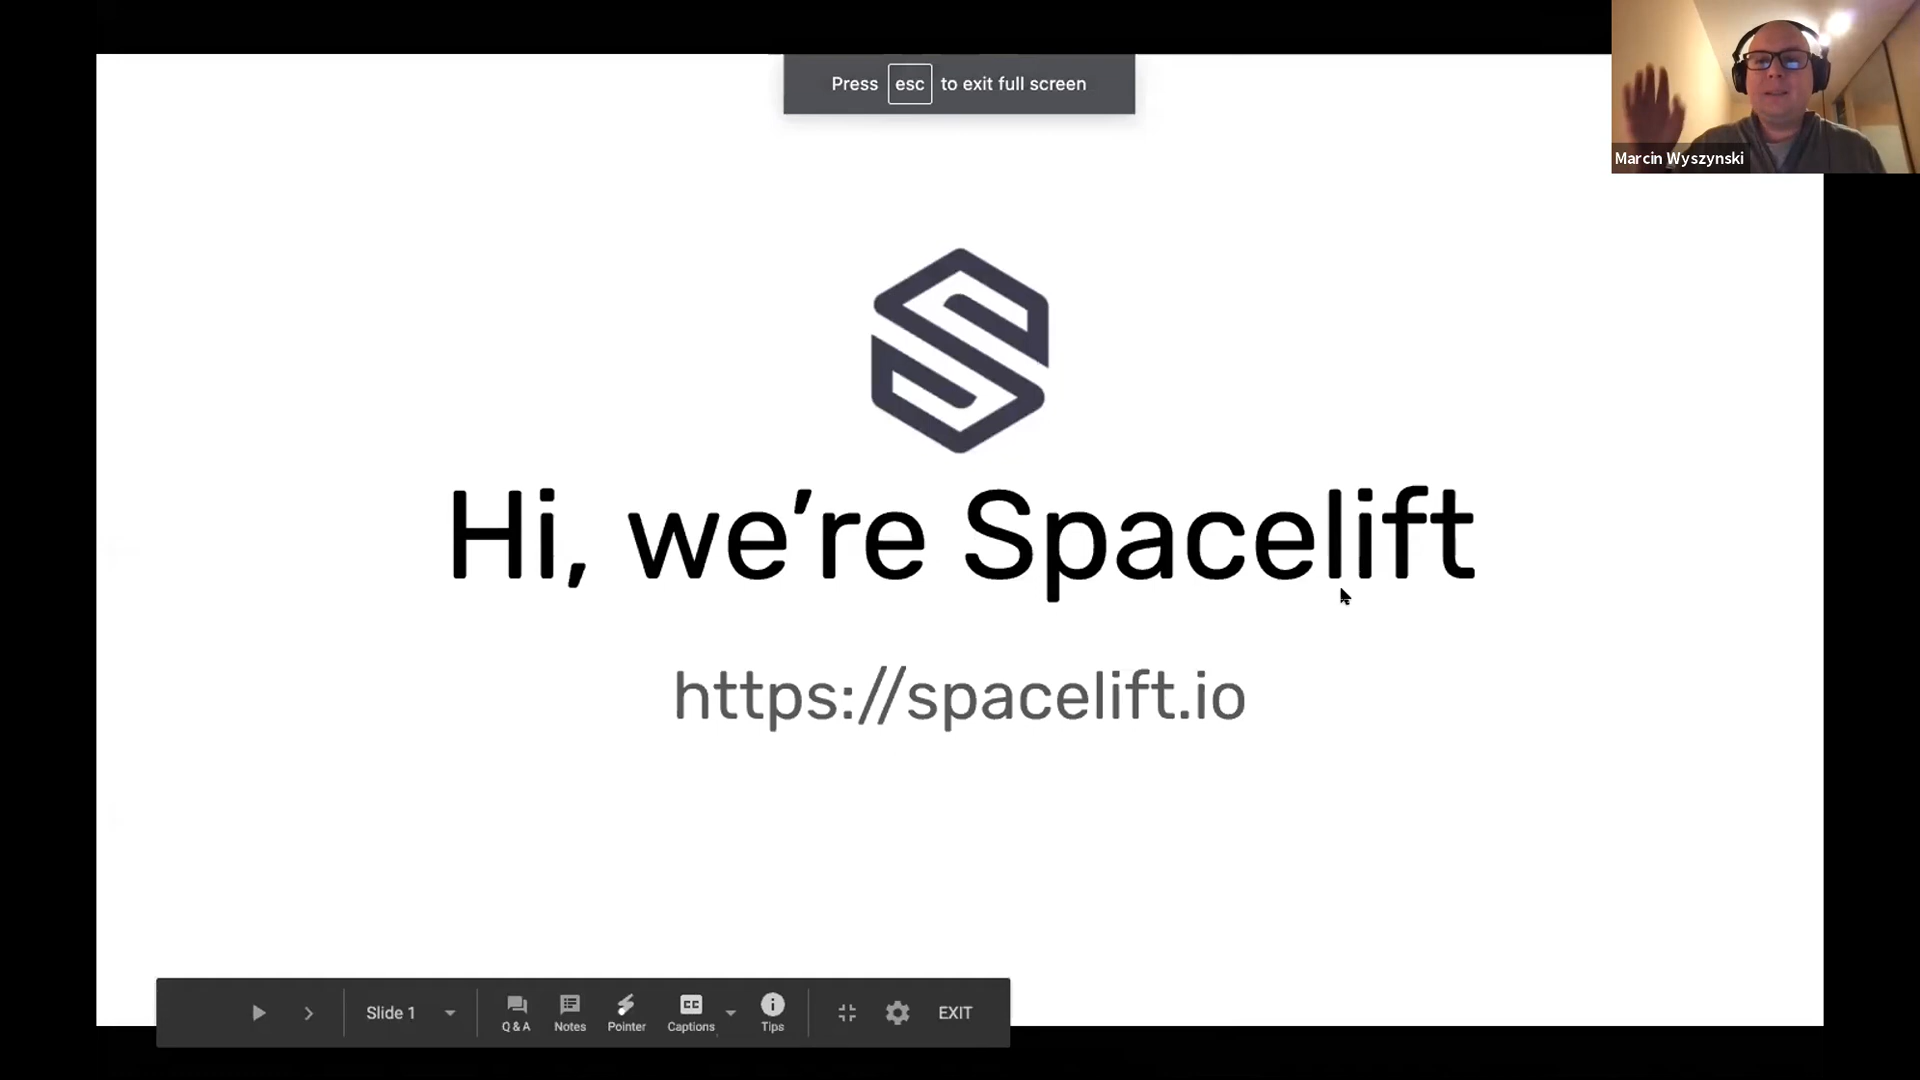 Press esc to exit full screen
Marcin Wyszynski
Hi, we’re Spacelift
https://spacelift.io
Slide 1
Q & A
Notes
Pointer
CC
Captions
Tips
EXIT